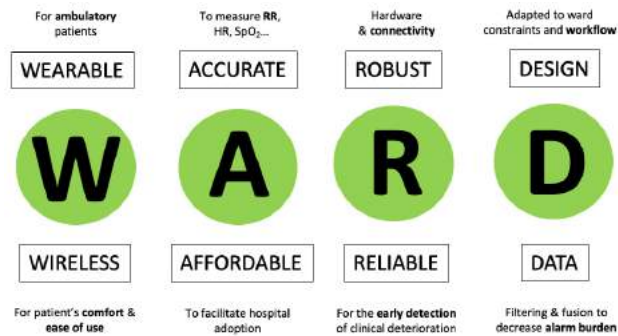 For ambulatory
patients
To measure RR,
HR, SpO₂...
Hardware
& connectivity
Adapted to ward
constraints and workflow
WEARABLE
ACCURATE
ROBUST
DESIGN
W
A
R
D
WIRELESS
AFFORDABLE
RELIABLE
DATA
For patient's comfort &
ease of use
To facilitate hospital
adoption
For the early detection
of clinical deterioration
Filtering & fusion to
decrease alarm burden